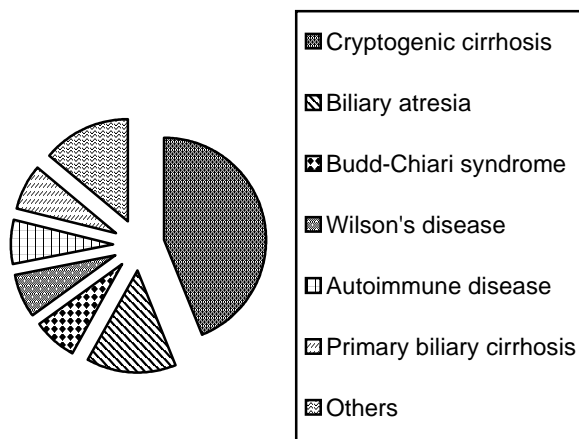 Cryptogenic cirrhosis
Biliary atresia
Budd-Chiari syndrome
Wilson's disease
Autoimmune disease
Primary biliary cirrhosis
Others